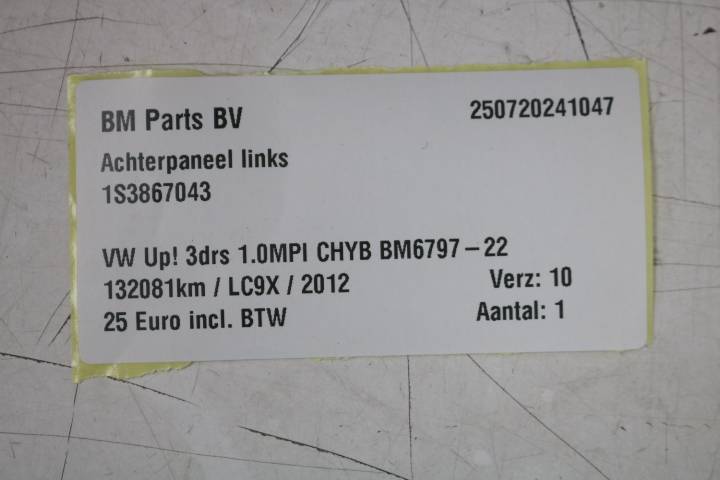 BM Parts BV 250720241047
Achterpaneel links
1S3867043
VW Up! 3drs 1.0MPI CHYB BM6797-22
132081km / LC9X / 2012 Verz: 10
25 Euro incl. BTW Aantal: 1